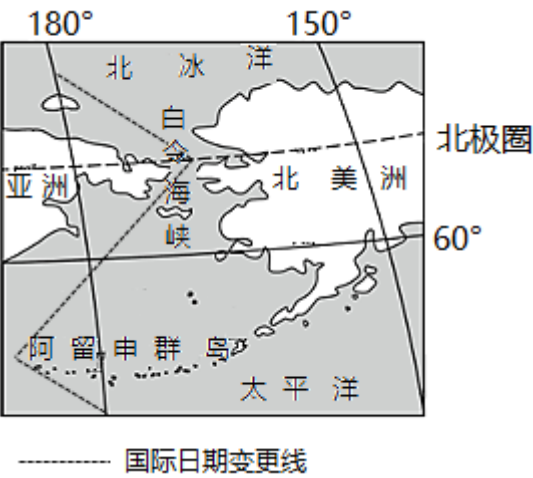 180° 150°
北冰洋
白令海峡
北极圈
亚洲
北美洲
60°
阿留申群岛
太平洋
国际日期变更线